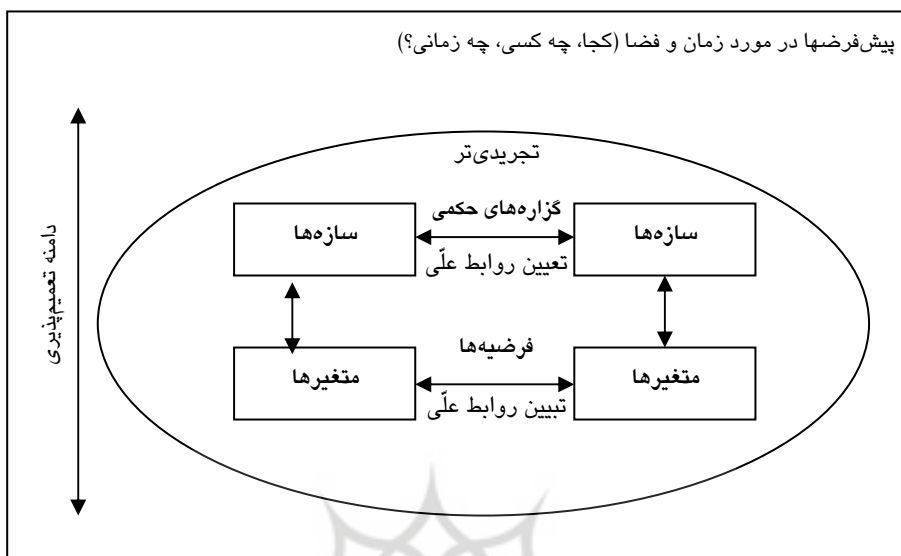 پیش‌فرضها در مورد زمان و فضا (کجا، چه کسی، چه زمانی؟)
تجریدی‌تر
گزاره‌های حکمی
سازه‌ها
سازه‌ها
تعیین روابط علّی
دامنه تعمیم‌پذیری
فرضیه‌ها
متغیرها
متغیرها
تبیین روابط علّی